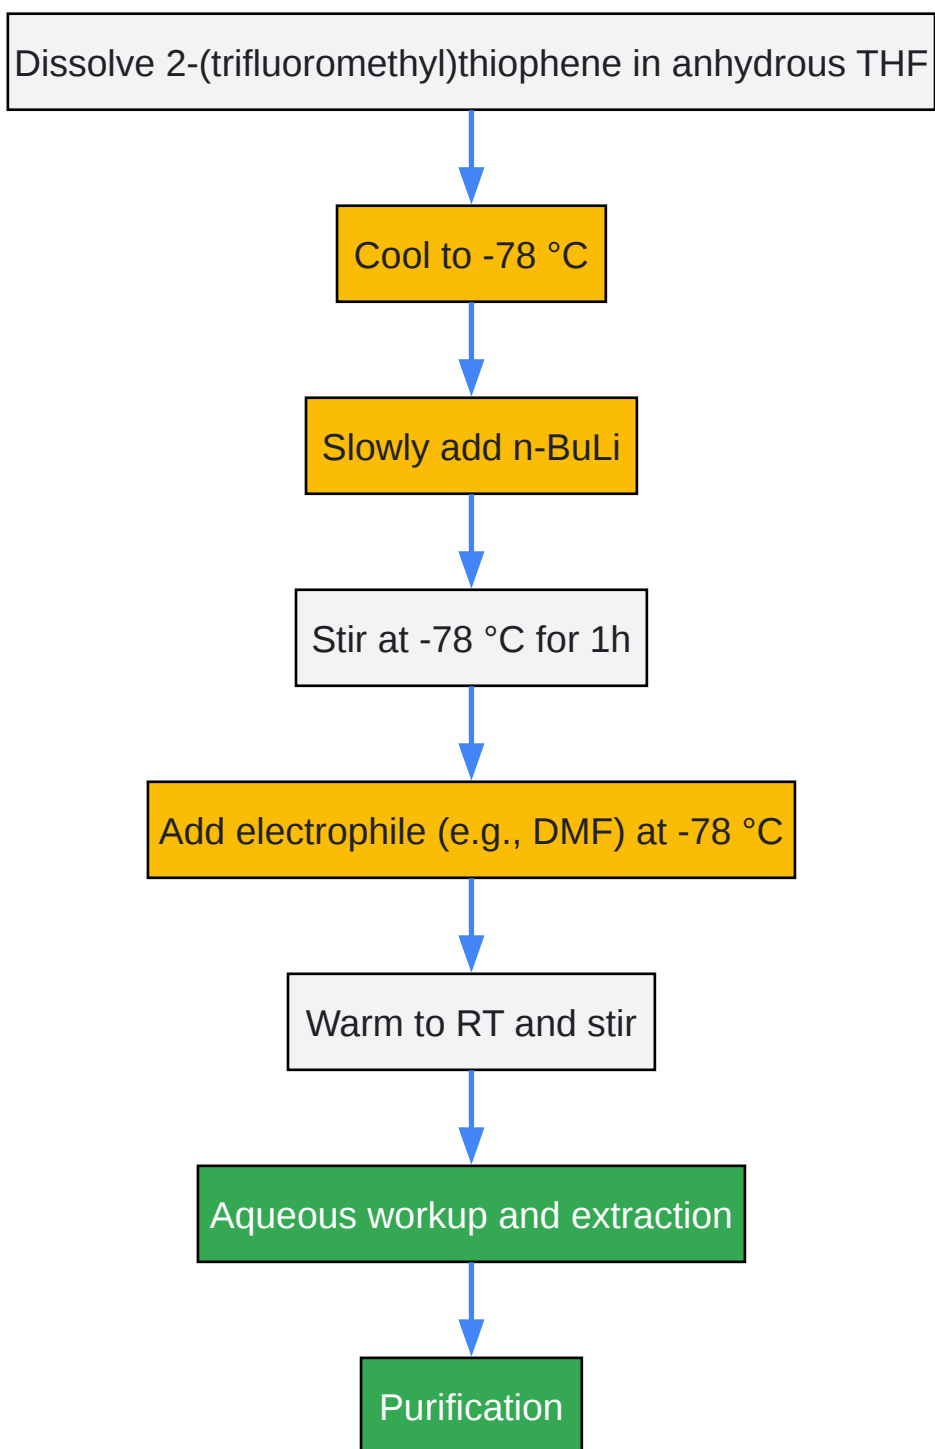 Dissolve 2-(trifluoromethyl)thiophene in anhydrous THF
Cool to -78 °C
Slowly add n-BuLi
Stir at -78 °C for 1h
Add electrophile (e.g., DMF) at -78 °C
Warm to RT and stir
Aqueous workup and extraction
Purification